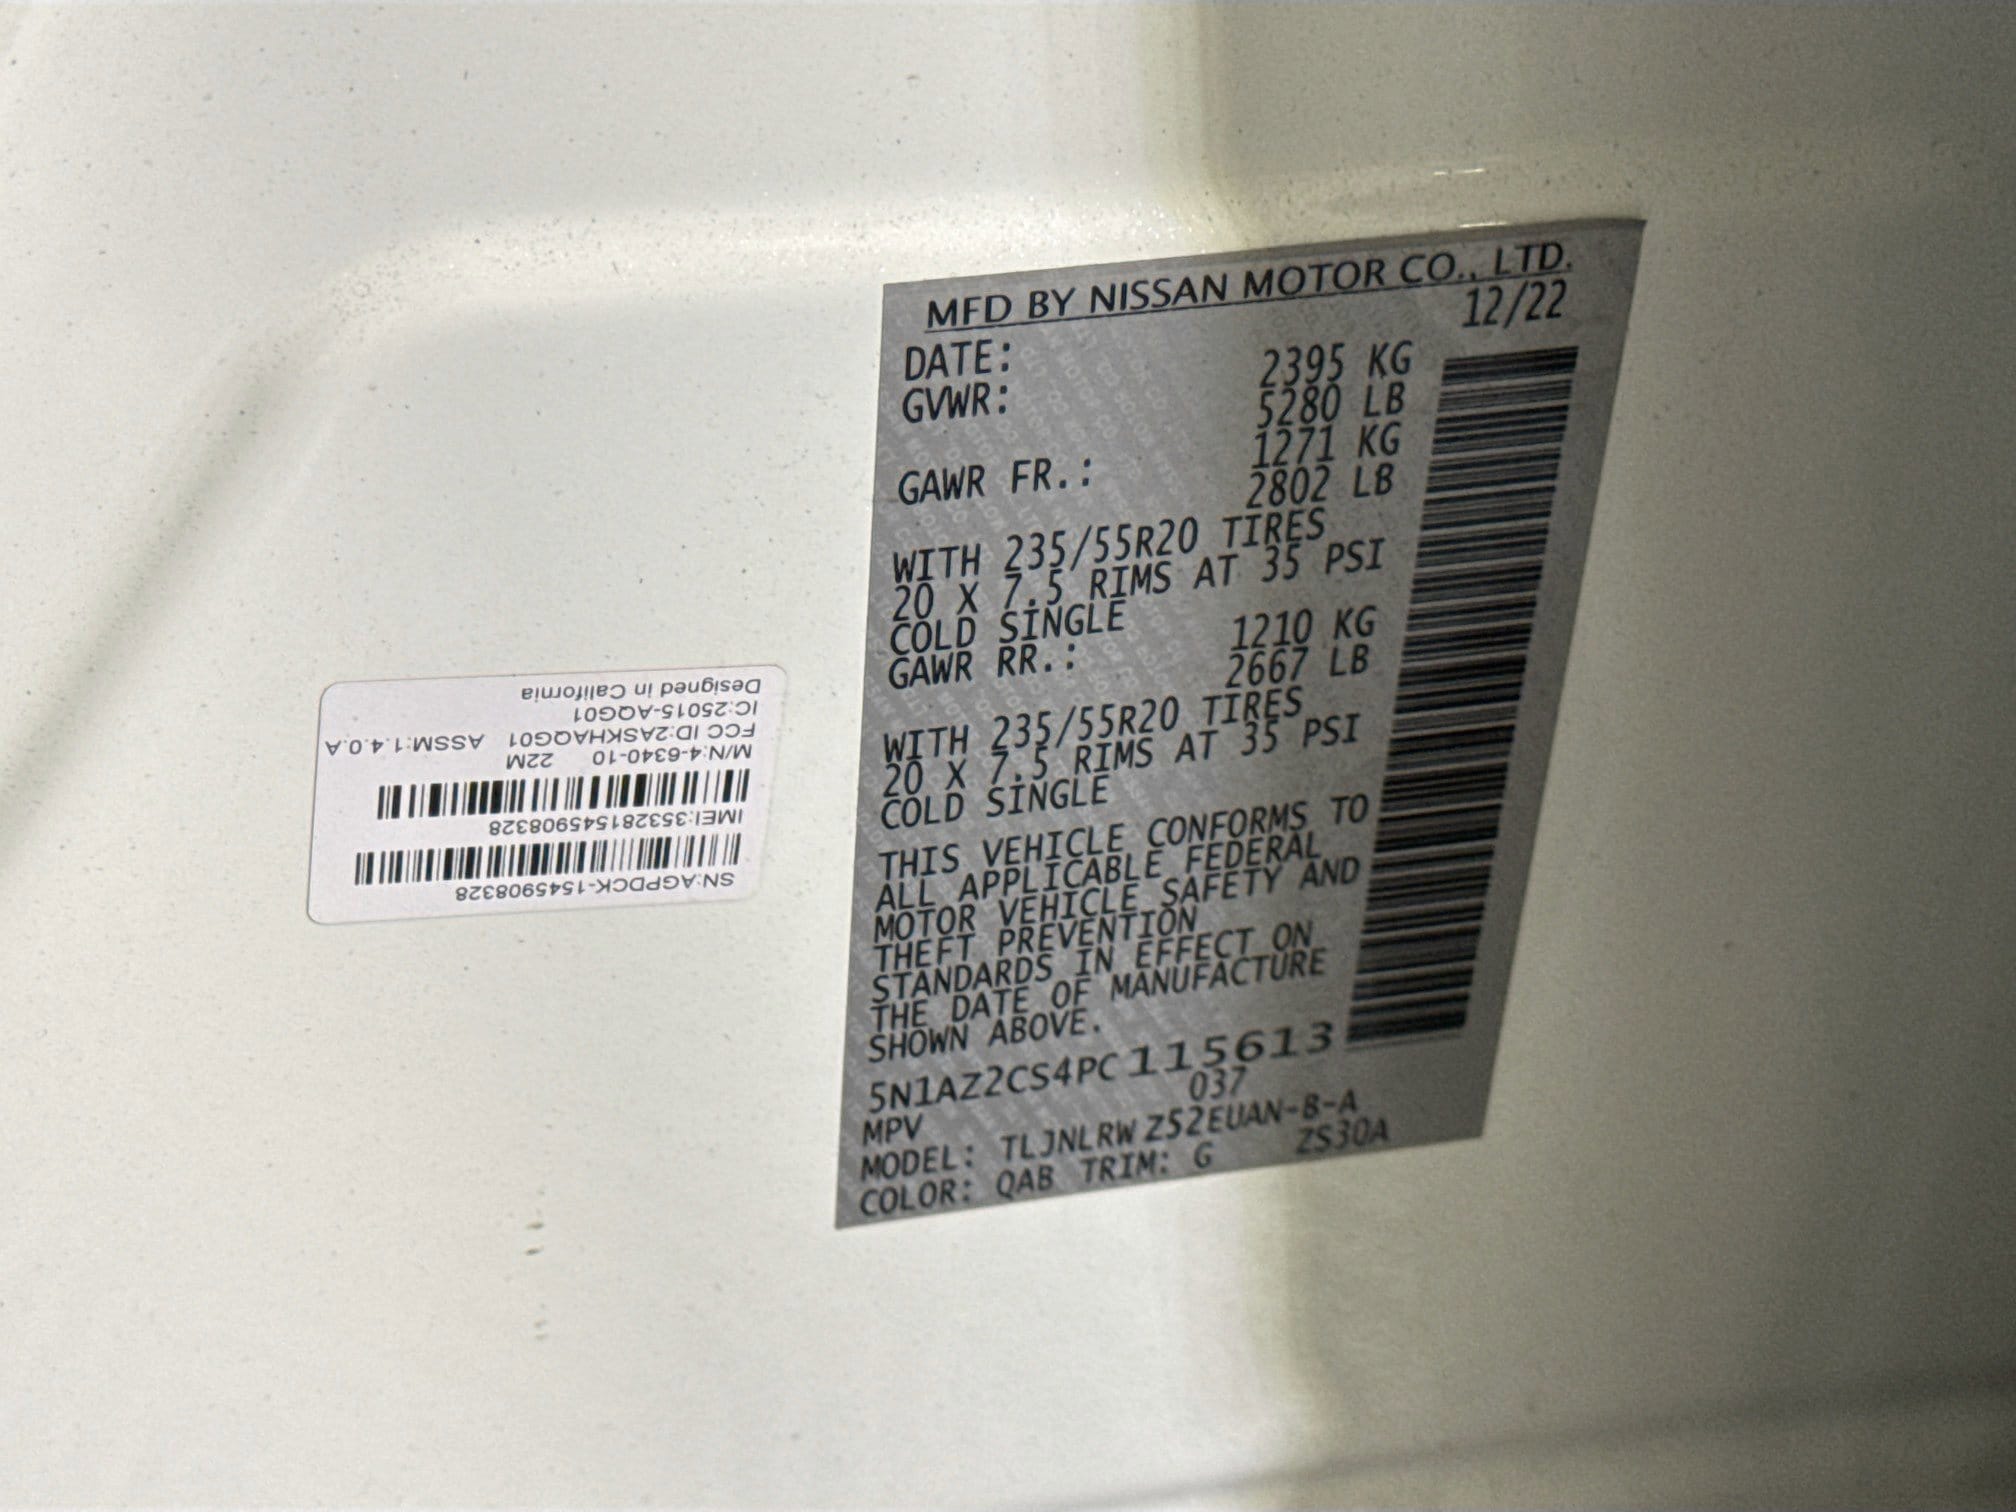 MFD BY NISSAN MOTOR CO., LTD.
DATE: 12/22
GVWR: 2395 KG
5280 LB
GAWR FR.: 1271 KG
2802 LB
WITH 235/55R20 TIRES
20 X 7.5 RIMS AT 35 PSI
COLD SINGLE
GAWR RR.: 1210 KG
2667 LB
WITH 235/55R20 TIRES
20 X 7.5 RIMS AT 35 PSI
COLD SINGLE
THIS VEHICLE CONFORMS TO
ALL APPLICABLE FEDERAL
MOTOR VEHICLE SAFETY AND
THEFT PREVENTION
STANDARDS IN EFFECT ON
THE DATE OF MANUFACTURE
SHOWN ABOVE.
5N1AZ2CS4PC115613
MPV 037
MODEL: TLJNLRWZ52EUAN-B-A
COLOR: QAB TRIM: G ZS30A
SN:AGPDCK-1545908328
IMEI:353281545908328
M/N:4-6340-10 22M
FCC ID:2ASKHAQG01 ASSM:1.4.0.A
IC:25015-AQG01
Designed in California